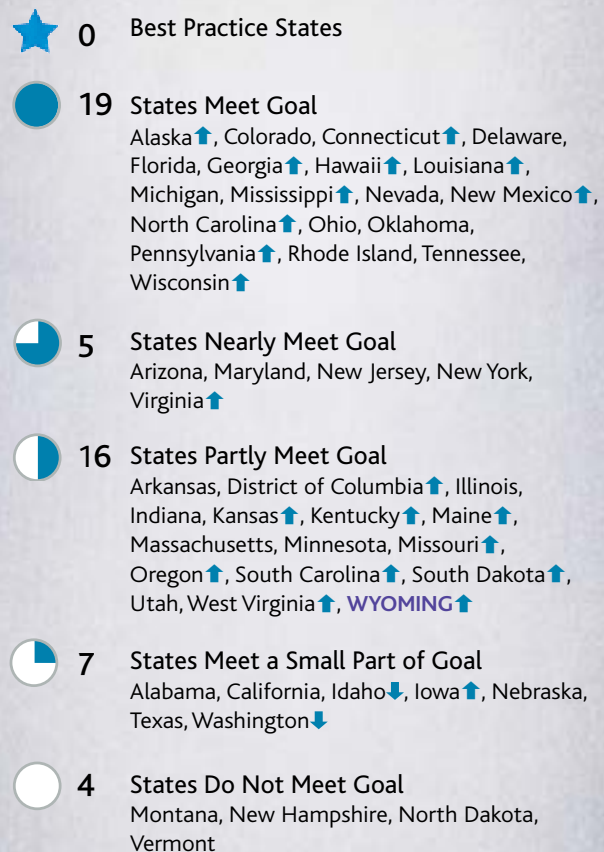 0 Best Practice States
19 States Meet Goal
Alaska⬆, Colorado, Connecticut⬆, Delaware,
Florida, Georgia⬆, Hawaii⬆, Louisiana⬆,
Michigan, Mississippi⬆, Nevada, New Mexico⬆,
North Carolina⬆, Ohio, Oklahoma,
Pennsylvania⬆, Rhode Island, Tennessee,
Wisconsin⬆
5 States Nearly Meet Goal
Arizona, Maryland, New Jersey, New York,
Virginia⬆
16 States Partly Meet Goal
Arkansas, District of Columbia⬆, Illinois,
Indiana, Kansas⬆, Kentucky⬆, Maine⬆,
Massachusetts, Minnesota, Missouri⬆,
Oregon⬆, South Carolina⬆, South Dakota⬆,
Utah, West Virginia⬆, WYOMING⬆
7 States Meet a Small Part of Goal
Alabama, California, Idaho⬇, Iowa⬆, Nebraska,
Texas, Washington⬇
4 States Do Not Meet Goal
Montana, New Hampshire, North Dakota,
Vermont